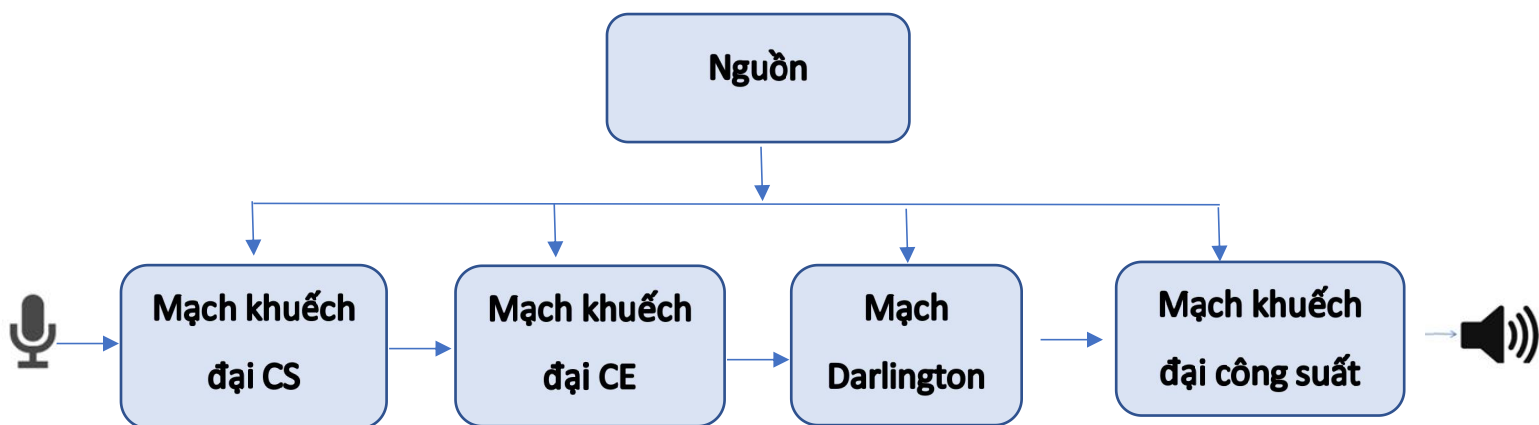 Nguồn
Mạch khuếch
đại CS
Mạch khuếch
đại CE
Mạch
Darlington
Mạch khuếch
đại công suất